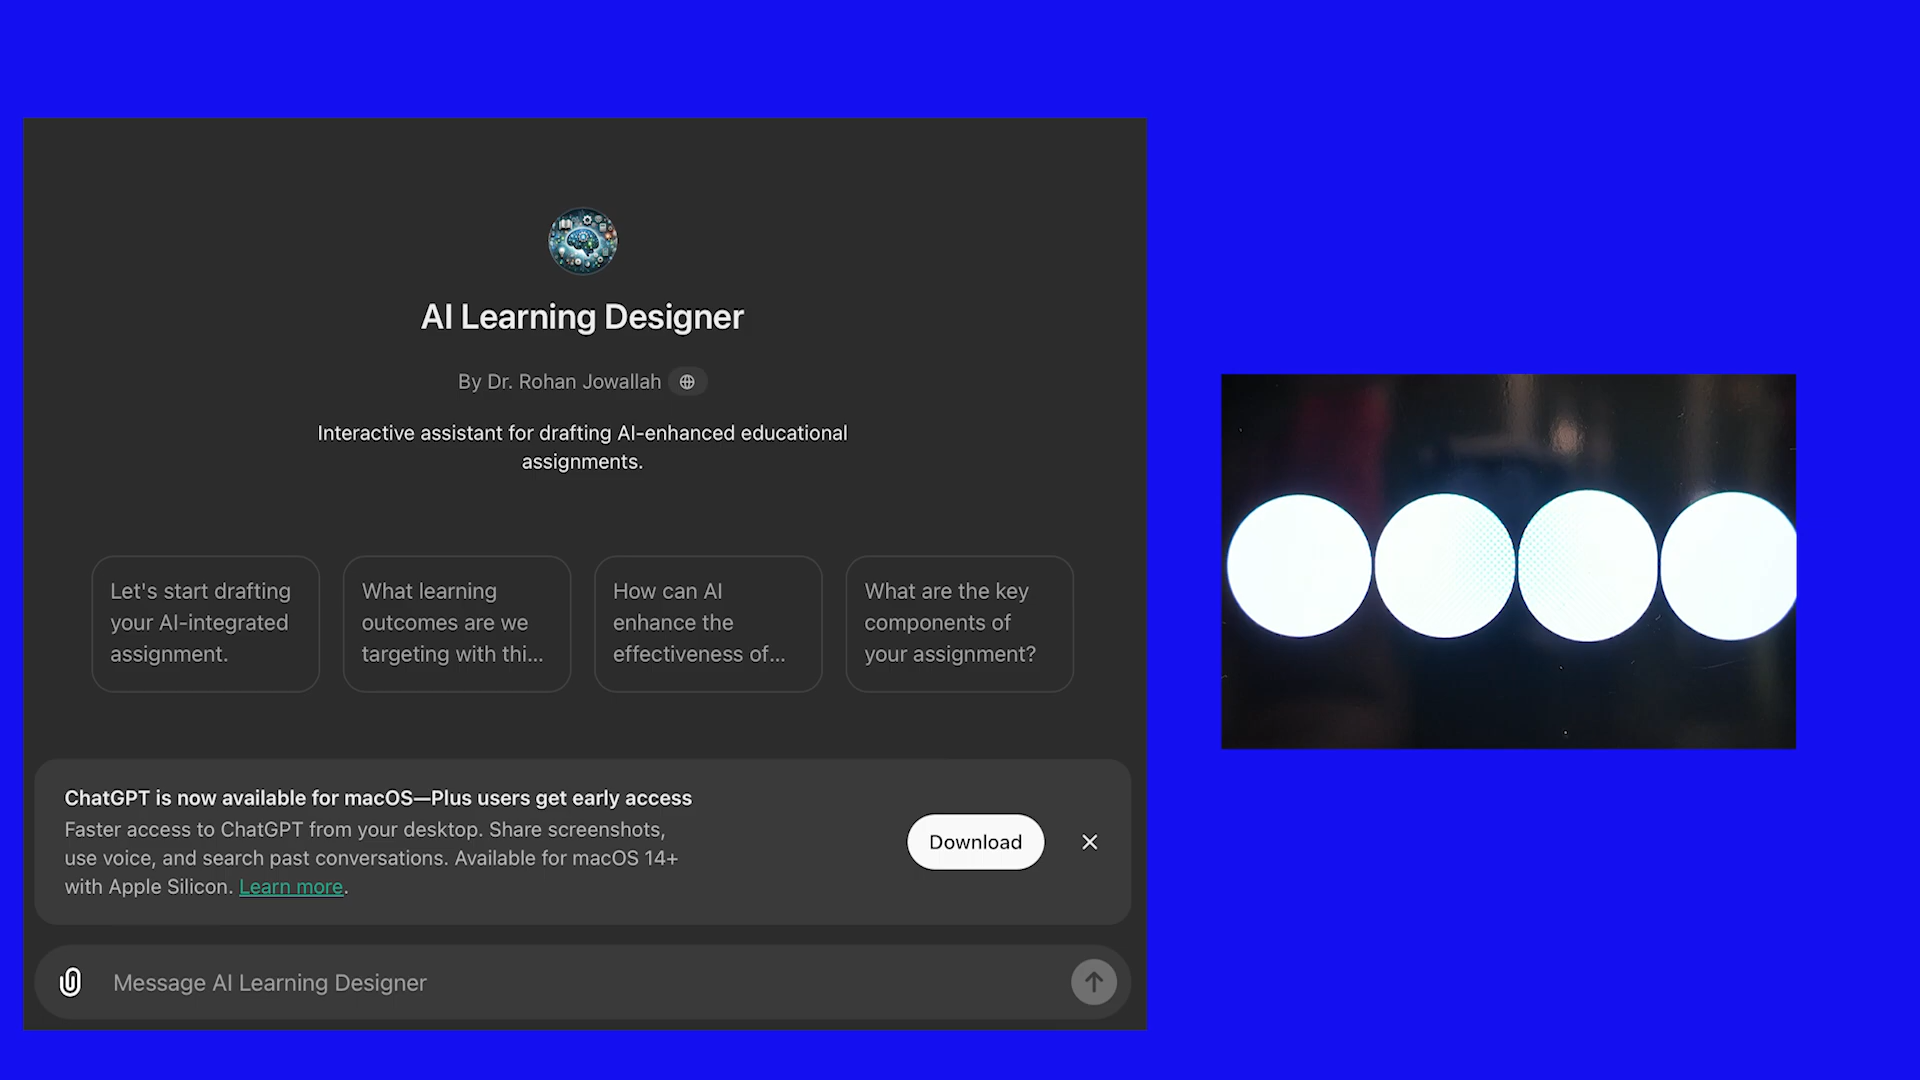 AI Learning Designer
By Dr. Rohan Jowallah
Interactive assistant for drafting AI-enhanced educational
assignments.
Let's start drafting
your AI-integrated
assignment.
What learning
outcomes are we
targeting with thi...
How can AI
enhance the
effectiveness of...
What are the key
components of
your assignment?
ChatGPT is now available for macOS—Plus users get early access
Faster access to ChatGPT from your desktop. Share screenshots,
use voice, and search past conversations. Available for macOS 14+
with Apple Silicon. Learn more.
Download
Message AI Learning Designer